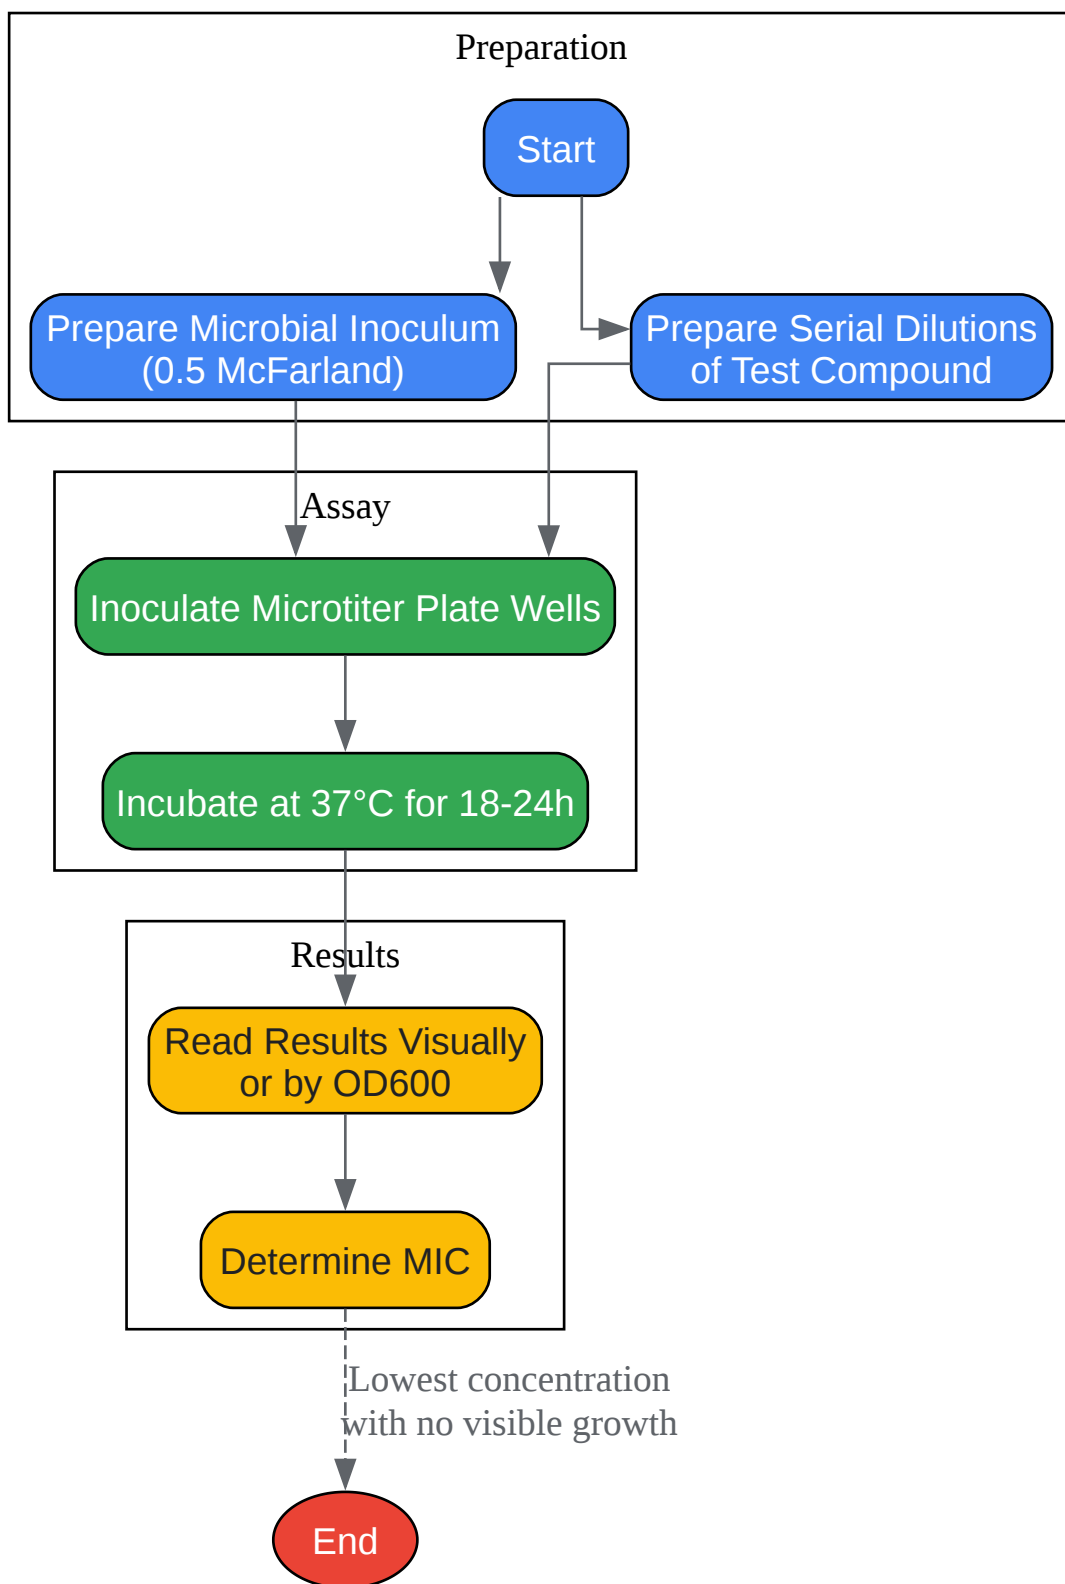 Preparation
Start
Prepare Microbial Inoculum
(0.5 McFarland)
Prepare Serial Dilutions
of Test Compound
Assay
Inoculate Microtiter Plate Wells
Incubate at 37°C for 18-24h
Results
Read Results Visually
or by OD600
Determine MIC
Lowest concentration
with no visible growth
End